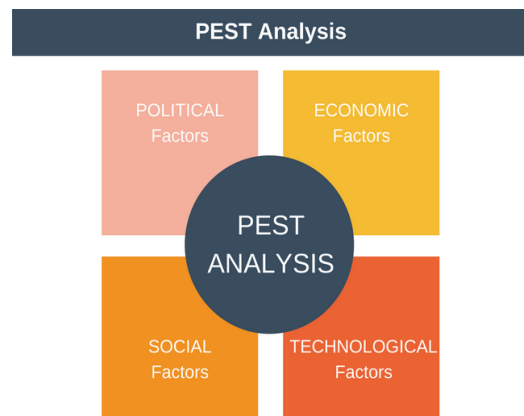 PEST Analysis
POLITICAL
Factors
ECONOMIC
Factors
PEST
ANALYSIS
SOCIAL
Factors
TECHNOLOGICAL
Factors